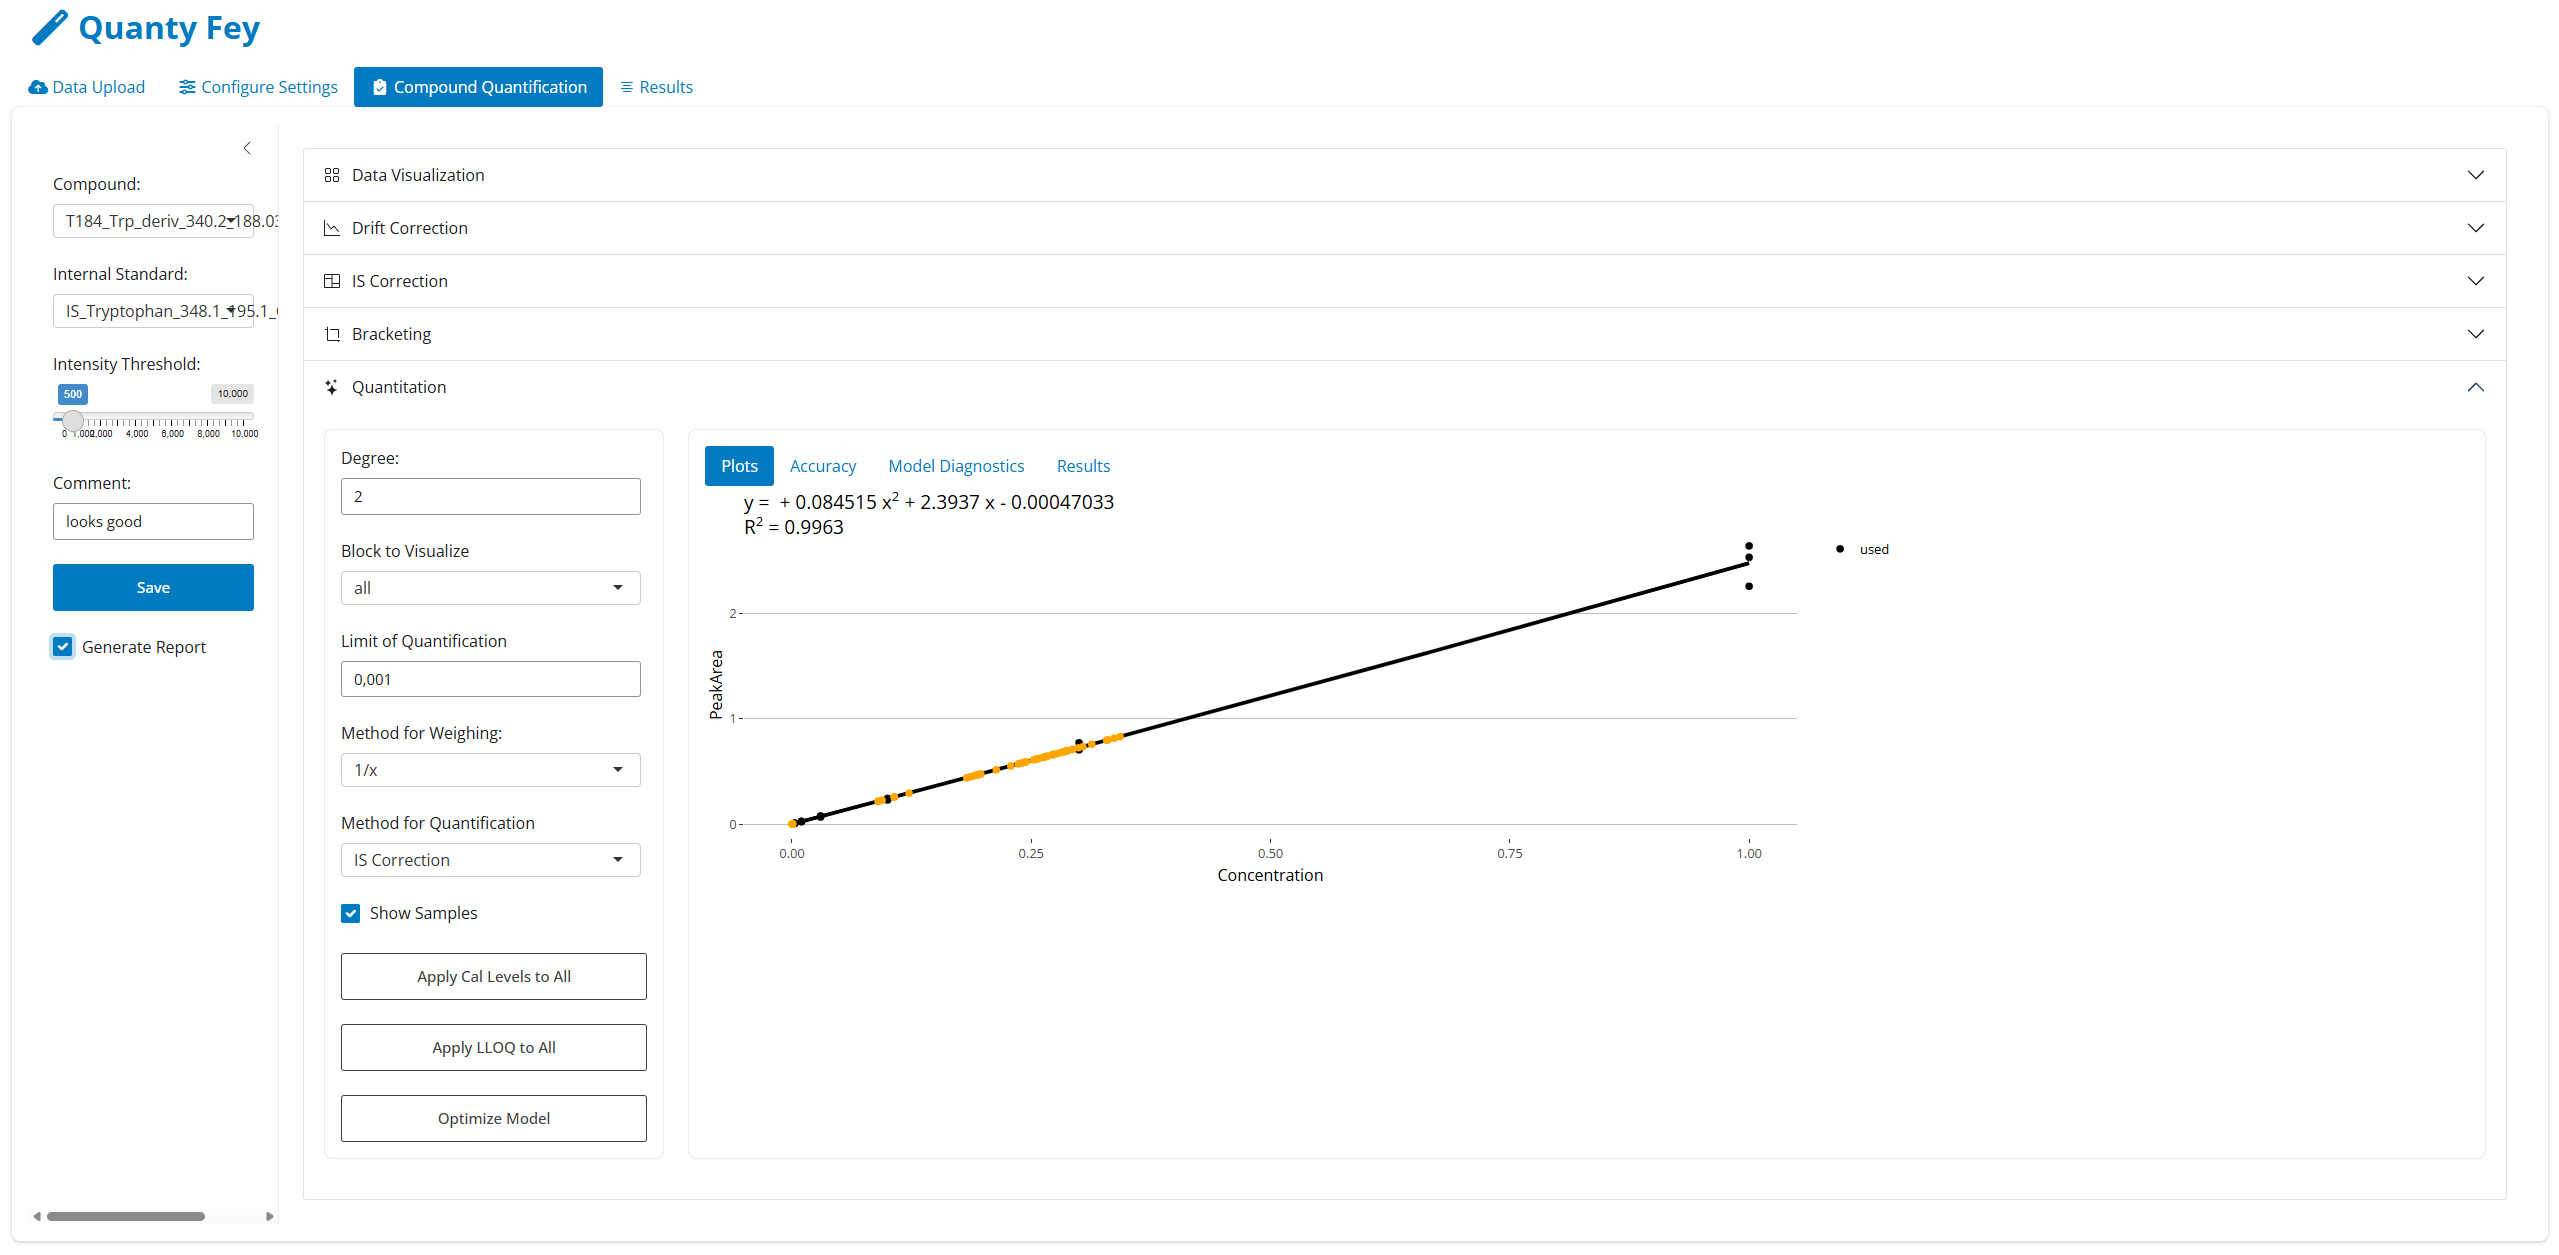 Quanty Fey
Data Upload
Configure Settings
Compound Quantification
Results
Compound:
T184_Trp_deriv_340.2_188.03
Internal Standard:
IS_Tryptophan_348.1_195.1_
Intensity Threshold:
500
10,000
0 1,000 2,000 4,000 6,000 8,000 10,000
Comment:
looks good
Save
Generate Report
Data Visualization
Drift Correction
IS Correction
Bracketing
Quantitation
Degree:
2
Block to Visualize
all
Limit of Quantification
0,001
Method for Weighing:
1/x
Method for Quantification
IS Correction
Show Samples
Apply Cal Levels to All
Apply LLOQ to All
Optimize Model
Plots
Accuracy
Model Diagnostics
Results
y = + 0.084515 x² + 2.3937 x - 0.00047033
R² = 0.9963
used
PeakArea
2
1
0
0.00 0.25 0.50 0.75 1.00
Concentration